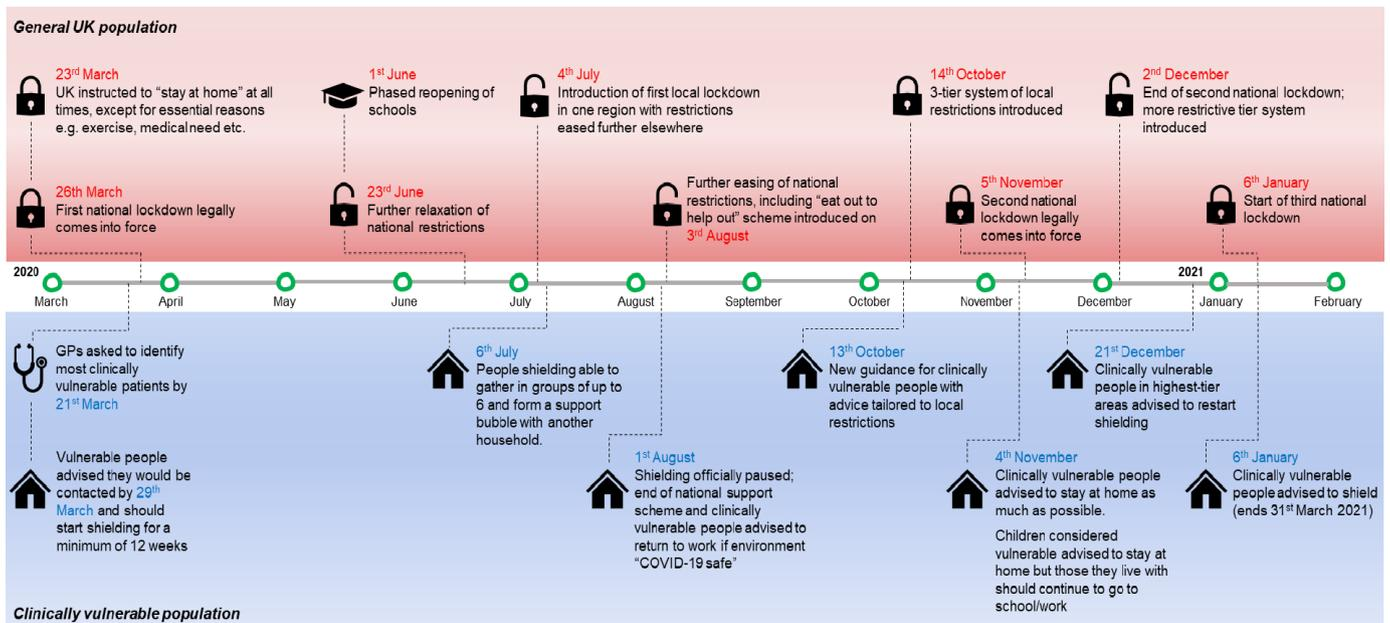 General UK population
23rd March
UK instructed to “stay at home” at all
times, except for essential reasons
e.g. exercise, medical need etc.
1st June
Phased reopening of
schools
4th July
Introduction of first local lockdown
in one region with restrictions
eased further elsewhere
14th October
3-tier system of local
restrictions introduced
2nd December
End of second national lockdown;
more restrictive tier system
introduced
26th March
First national lockdown legally
comes into force
23rd June
Further relaxation of
national restrictions
Further easing of national
restrictions, including “eat out to
help out” scheme introduced on
3rd August
5th November
Second national
lockdown legally
comes into force
6th January
Start of third national
lockdown
2020
2021
March
April
May
June
July
August
September
October
November
December
January
February
GPs asked to identify
most clinically
vulnerable patients by
21st March
6th July
People shielding able to
gather in groups of up to
6 and form a support
bubble with another
household.
13th October
New guidance for clinically
vulnerable people with
advice tailored to local
restrictions
21st December
Clinically vulnerable
people in highest-tier
areas advised to restart
shielding
Vulnerable people
advised they would be
contacted by 29th
March and should
start shielding for a
minimum of 12 weeks
1st August
Shielding officially paused;
end of national support
scheme and clinically
vulnerable people advised to
return to work if environment
“COVID-19 safe”
4th November
Clinically vulnerable people
advised to stay at home as
much as possible.
Children considered
vulnerable advised to stay at
home but those they live with
should continue to go to
school/work
6th January
Clinically vulnerable
people advised to shield
(ends 31st March 2021)
Clinically vulnerable population